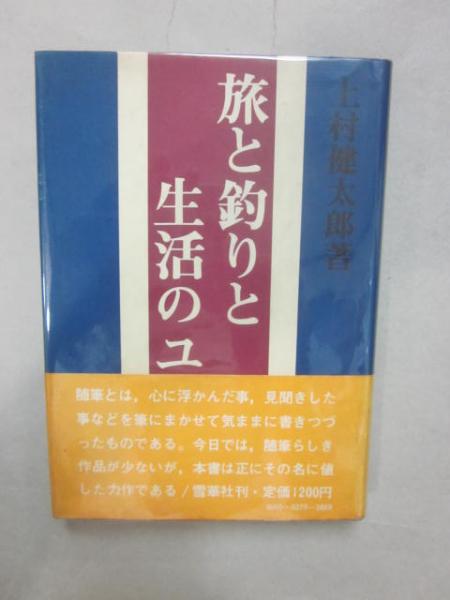 旅と釣りと
生活のユ
上村健太郎著
随筆とは，心に浮かんだ事，見聞きした
事などを筆にまかせて気ままに書きつづ
ったものである。今日では，随筆らしき
作品が少ないが，本書は正にその名に値
した力作である/雪華社刊・定価1200円